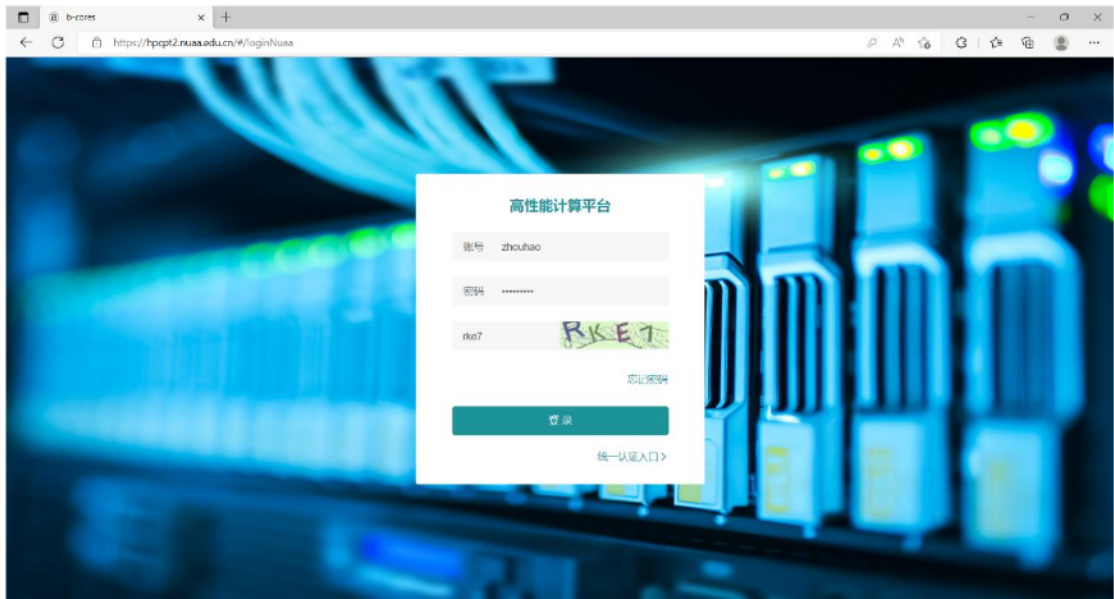 b-cores
https://hpcpt2.nuaa.edu.cn/#/loginNuaa
高性能计算平台
账号 zhouhao
密码 ·········
rke7 RKE7
忘记密码
登 录
统一认证入口>